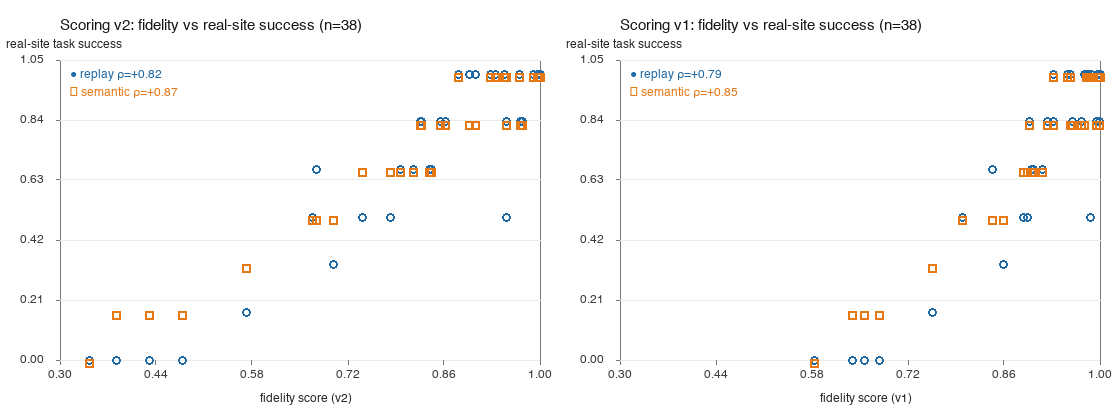 Scoring v2: fidelity vs real-site success (n=38)
real-site task success
replay ρ=+0.82
semantic ρ=+0.87
1.05
0.84
0.63
0.42
0.21
0.00
0.30 0.44 0.58 0.72 0.86 1.00
fidelity score (v2)
Scoring v1: fidelity vs real-site success (n=38)
real-site task success
replay ρ=+0.79
semantic ρ=+0.85
1.05
0.84
0.63
0.42
0.21
0.00
0.30 0.44 0.58 0.72 0.86 1.00
fidelity score (v1)